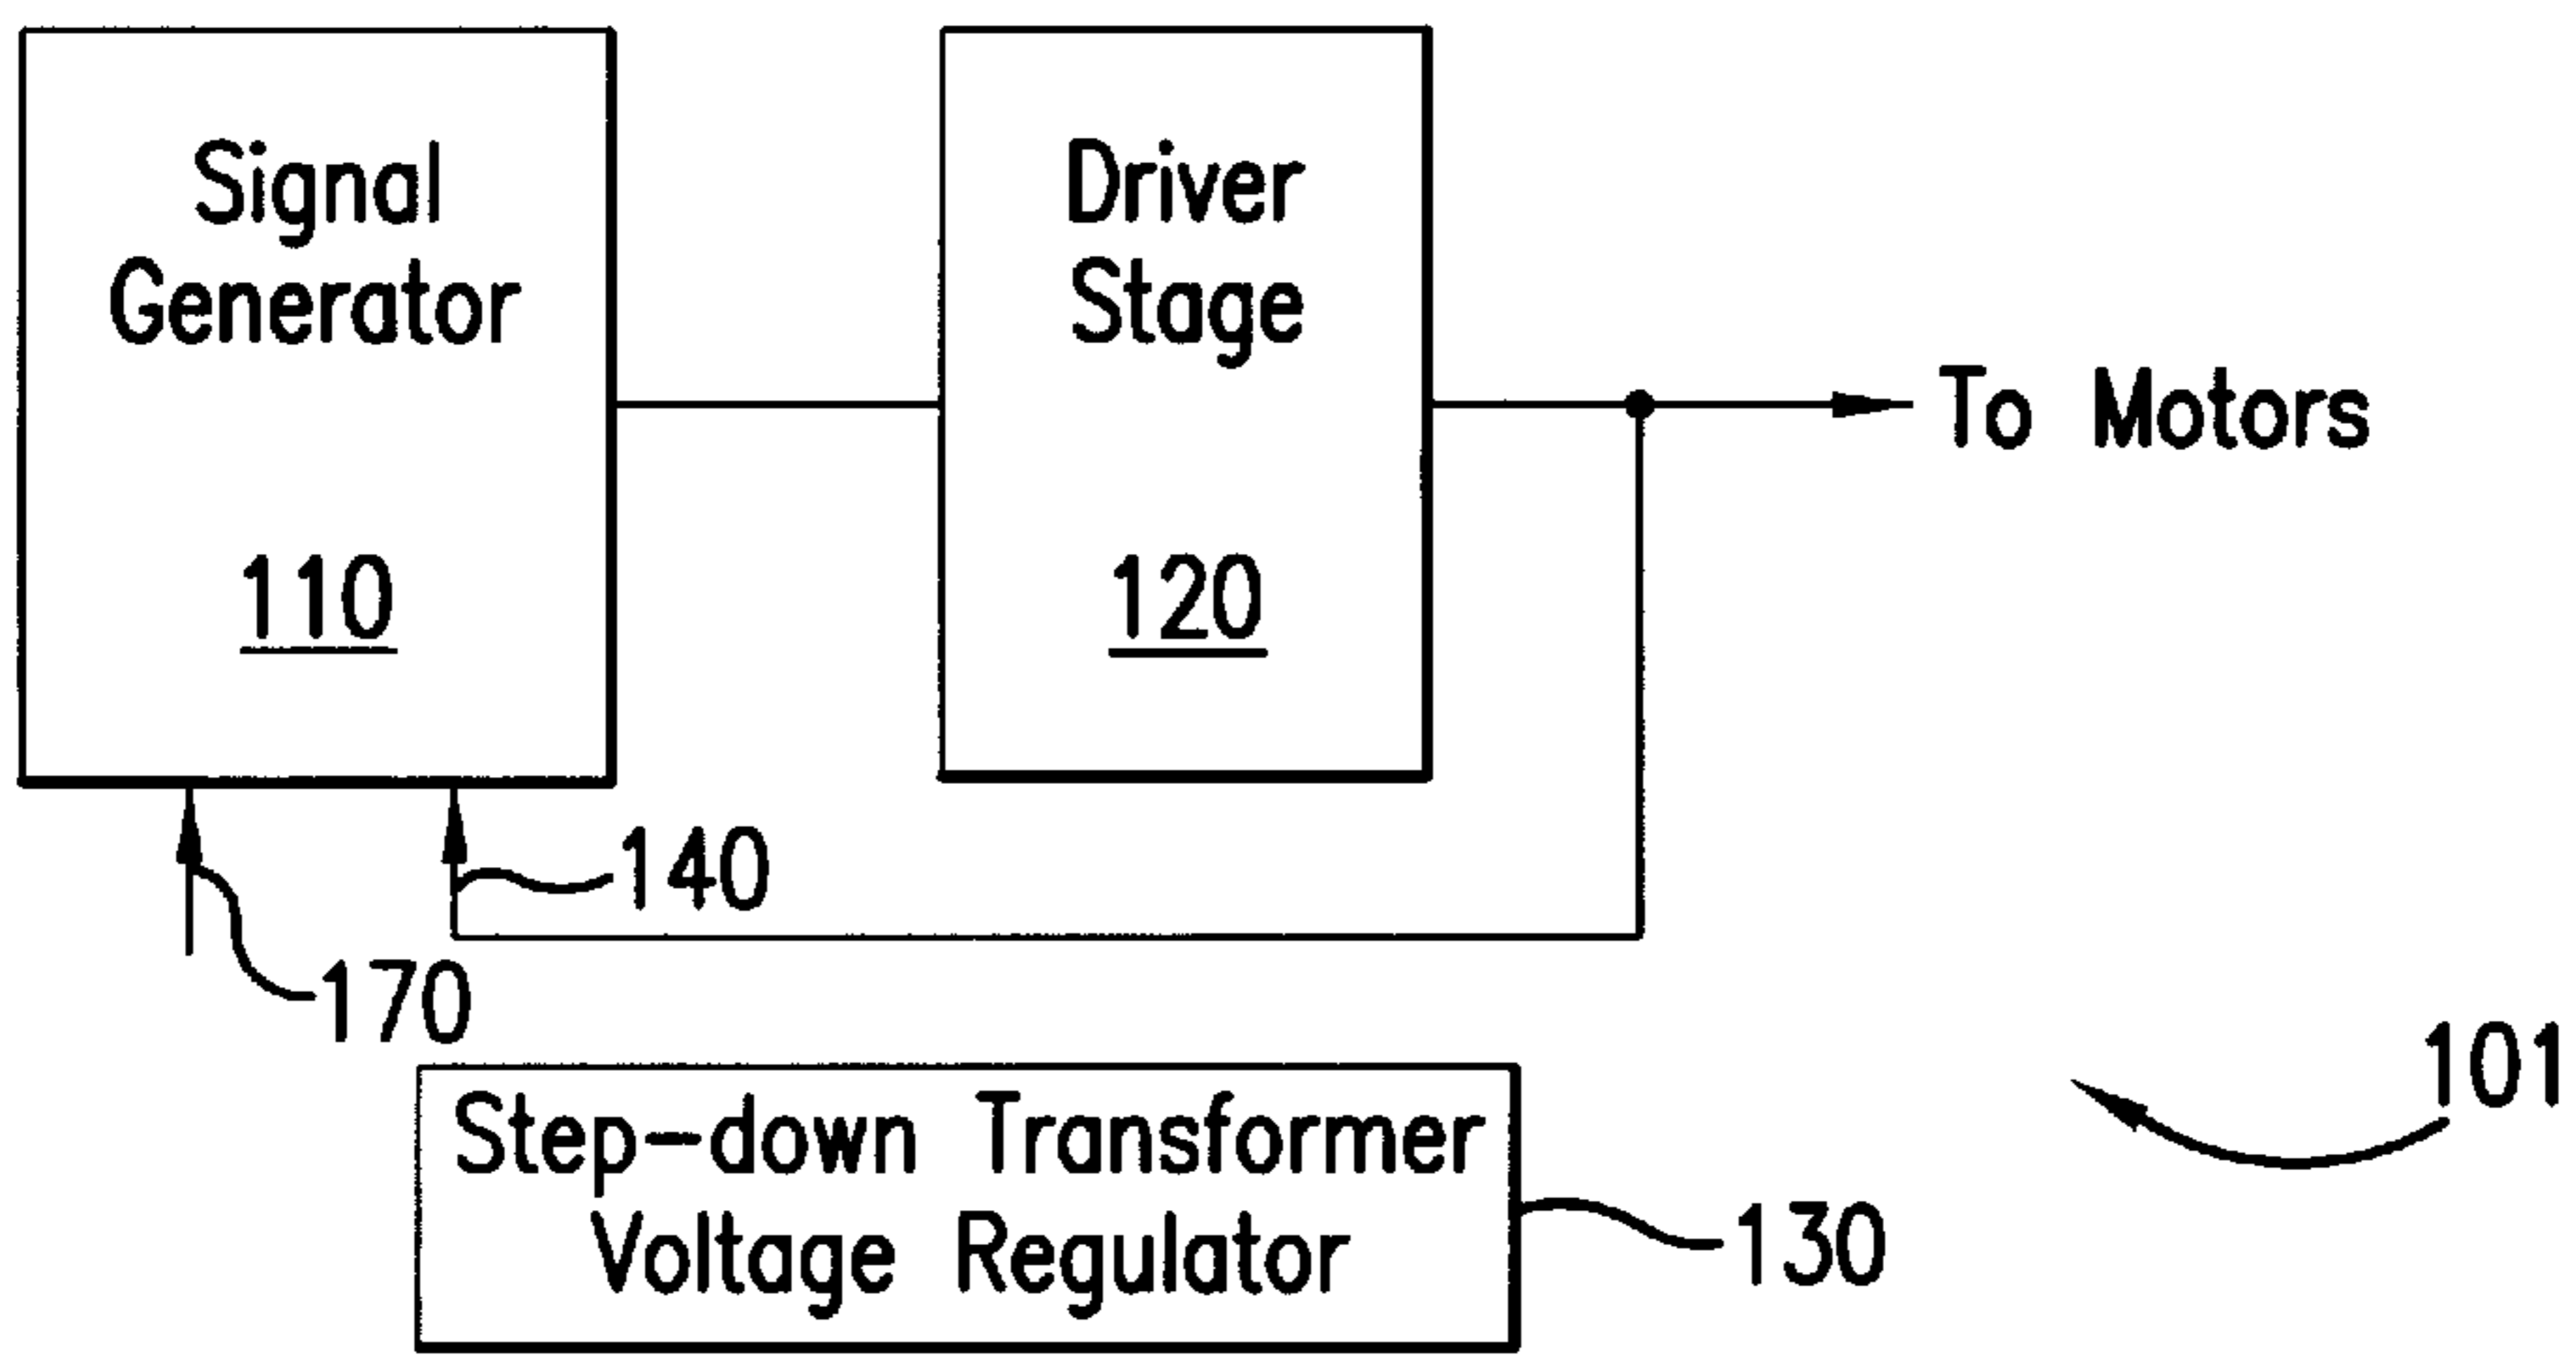 Signal
Generator
110
Driver
Stage
120
To Motors
140
170
Step-down Transformer
Voltage Regulator
130
101